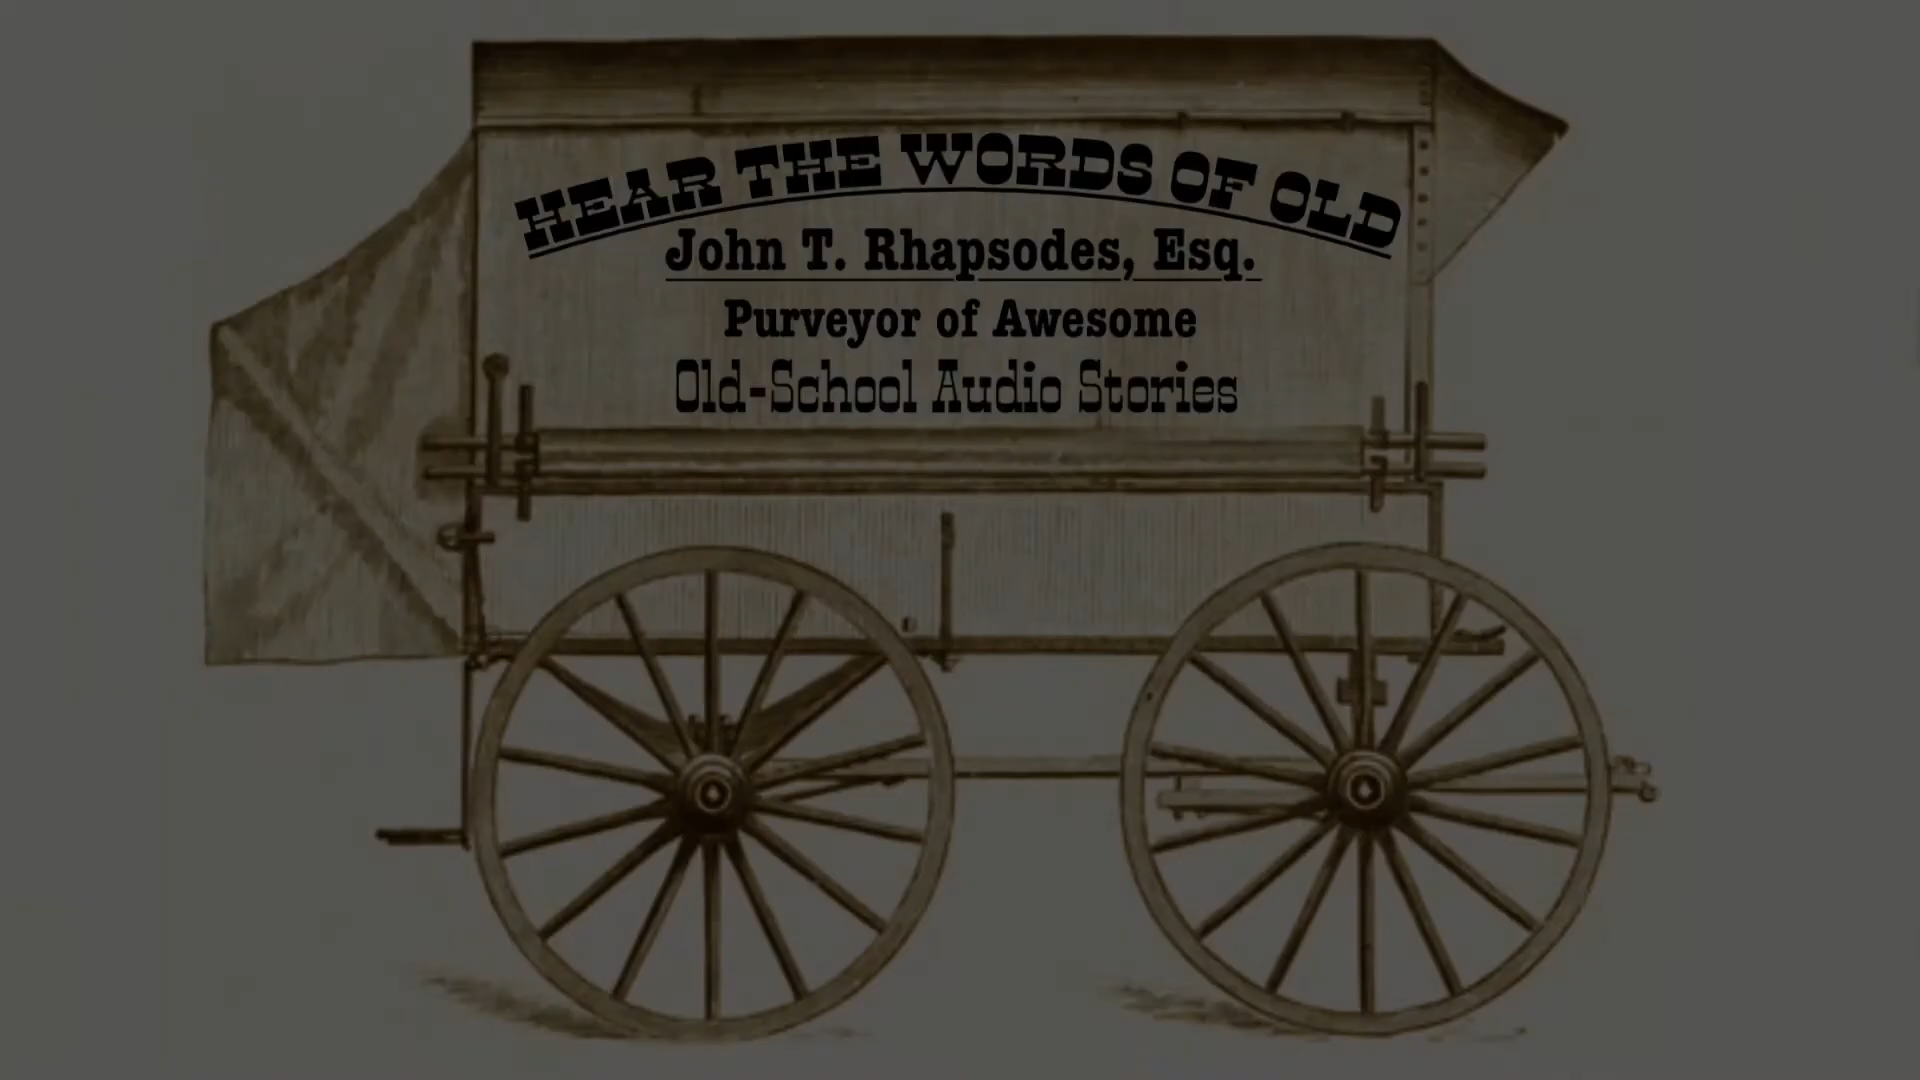 HEAR THE WORDS OF OLD
John T. Rhapsodes, Esq.
Purveyor of Awesome
Old-School Audio Stories